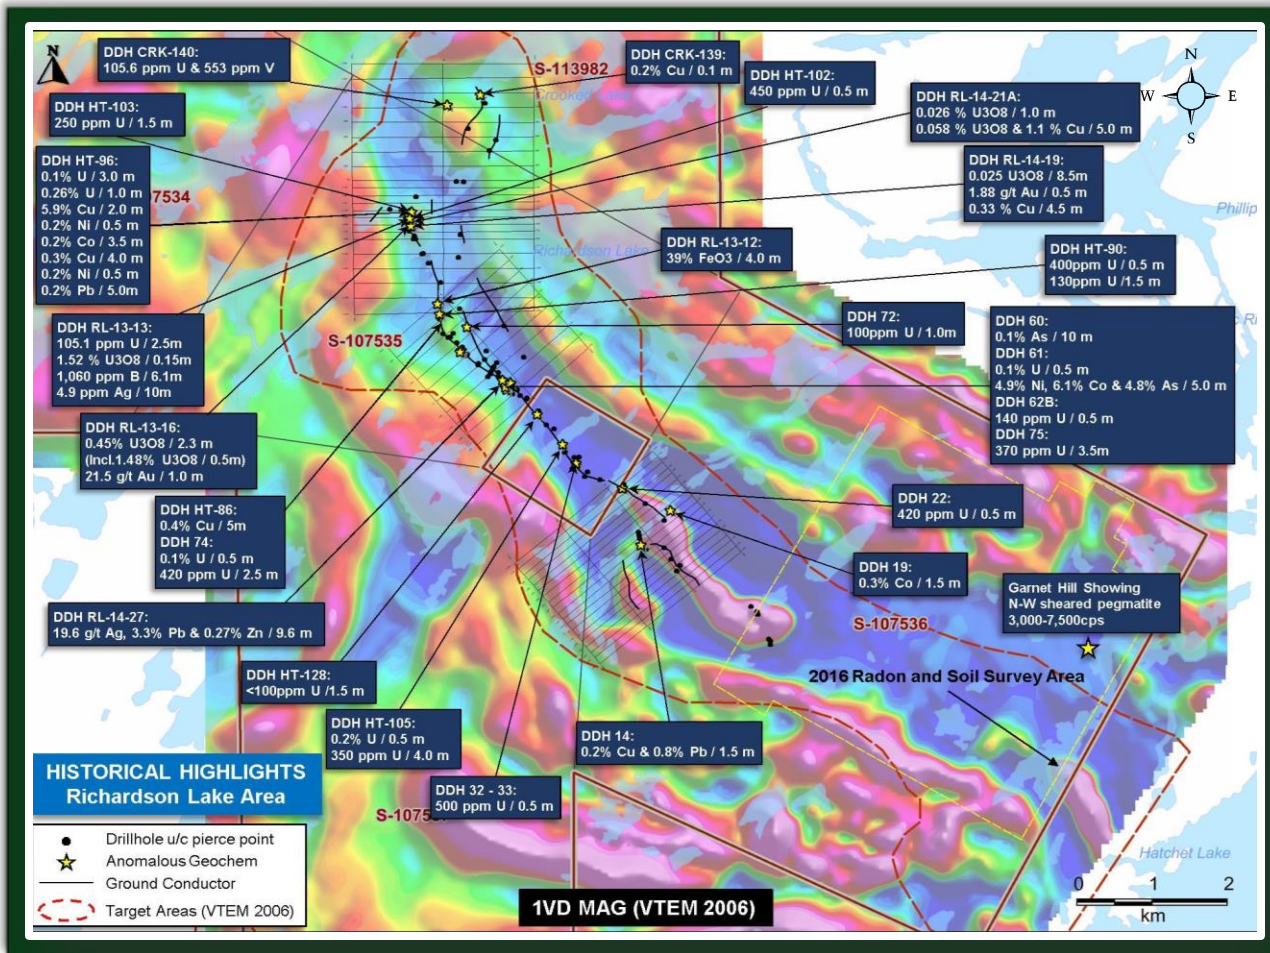 N
DDH CRK-140:
105.6 ppm U & 553 ppm V
DDH CRK-139:
0.2% Cu / 0.1 m
S-113982
DDH HT-102:
450 ppm U / 0.5 m
N
W
E
S
DDH HT-103:
250 ppm U / 1.5 m
DDH RL-14-21A:
0.026 % U3O8 / 1.0 m
0.058 % U3O8 & 1.1 % Cu / 5.0 m
DDH HT-96:
0.1% U / 3.0 m
0.26% U / 1.0 m
5.9% Cu / 2.0 m
0.2% Ni / 0.5 m
0.2% Co / 3.5 m
0.3% Cu / 4.0 m
0.2% Ni / 0.5 m
0.2% Pb / 5.0m
7534
DDH RL-14-19:
0.025 U3O8 / 8.5m
1.88 g/t Au / 0.5 m
0.33 % Cu / 4.5 m
Phillip
Richardson Lake
DDH RL-13-12:
39% FeO3 / 4.0 m
DDH HT-90:
400ppm U / 0.5 m
130ppm U /1.5 m
DDH 72:
100ppm U / 1.0m
DDH RL-13-13:
105.1 ppm U / 2.5m
1.52 % U3O8 / 0.15m
1,060 ppm B / 6.1m
4.9 ppm Ag / 10m
S-107535
DDH 60:
0.1% As / 10 m
DDH 61:
0.1% U / 0.5 m
4.9% Ni, 6.1% Co & 4.8% As / 5.0 m
DDH 62B:
140 ppm U / 0.5 m
DDH 75:
370 ppm U / 3.5m
DDH RL-13-16:
0.45% U3O8 / 2.3 m
(Incl.1.48% U3O8 / 0.5m)
21.5 g/t Au / 1.0 m
DDH HT-86:
0.4% Cu / 5m
DDH 74:
0.1% U / 0.5 m
420 ppm U / 2.5 m
DDH 22:
420 ppm U / 0.5 m
DDH 19:
0.3% Co / 1.5 m
Garnet Hill Showing
N-W sheared pegmatite
3,000-7,500cps
DDH RL-14-27:
19.6 g/t Ag, 3.3% Pb & 0.27% Zn / 9.6 m
S-107536
DDH HT-128:
<100ppm U /1.5 m
2016 Radon and Soil Survey Area
DDH HT-105:
0.2% U / 0.5 m
350 ppm U / 4.0 m
DDH 14:
0.2% Cu & 0.8% Pb / 1.5 m
DDH 32 - 33:
500 ppm U / 0.5 m
HISTORICAL HIGHLIGHTS
Richardson Lake Area
S-1075
Drillhole u/c pierce point
Anomalous Geochem
Ground Conductor
Target Areas (VTEM 2006)
Hatchet Lake
1VD MAG (VTEM 2006)
0 1 2
km